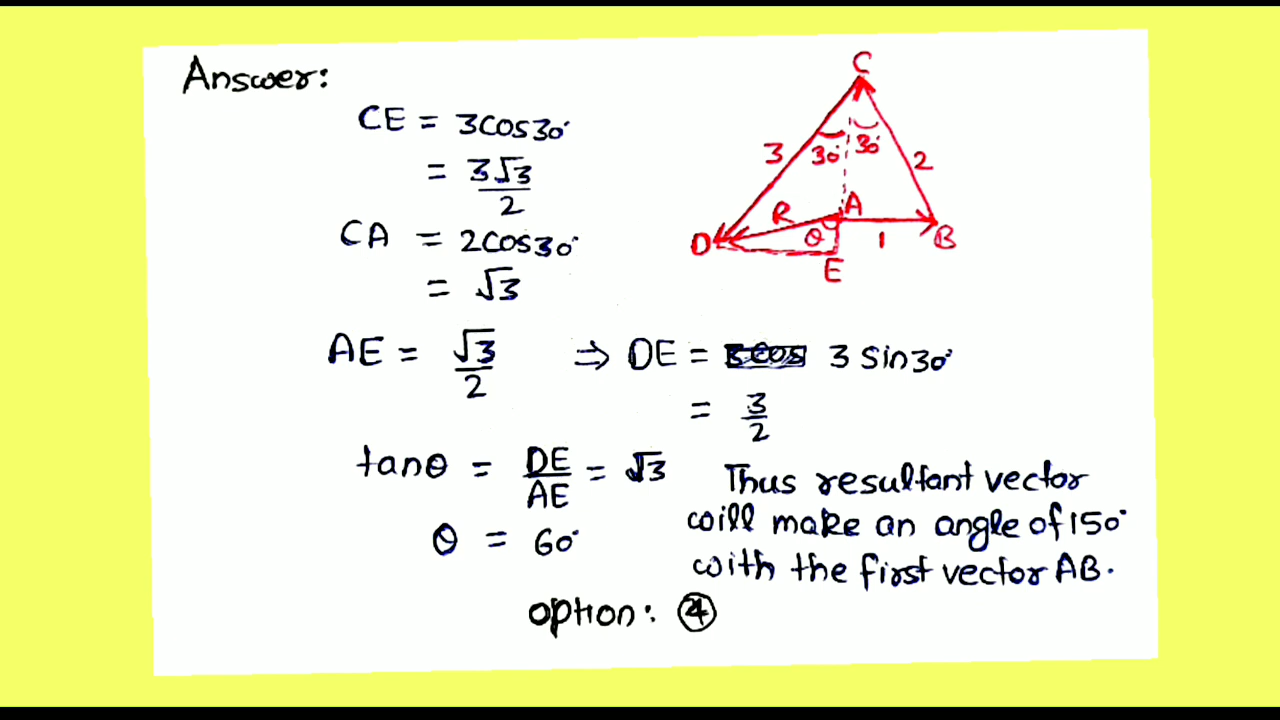 Answer:
CE = 3cos30°
= 3√3/2
CA = 2cos30°
= √3
AE = √3/2 ⇒ DE = 3 sin30°
= 3/2
tanθ = DE/AE = √3
θ = 60°
Thus resultant vector
will make an angle of 150°
with the first vector AB.
option: ④
C
30° 30°
3
2
R
A
D
θ
1
B
E